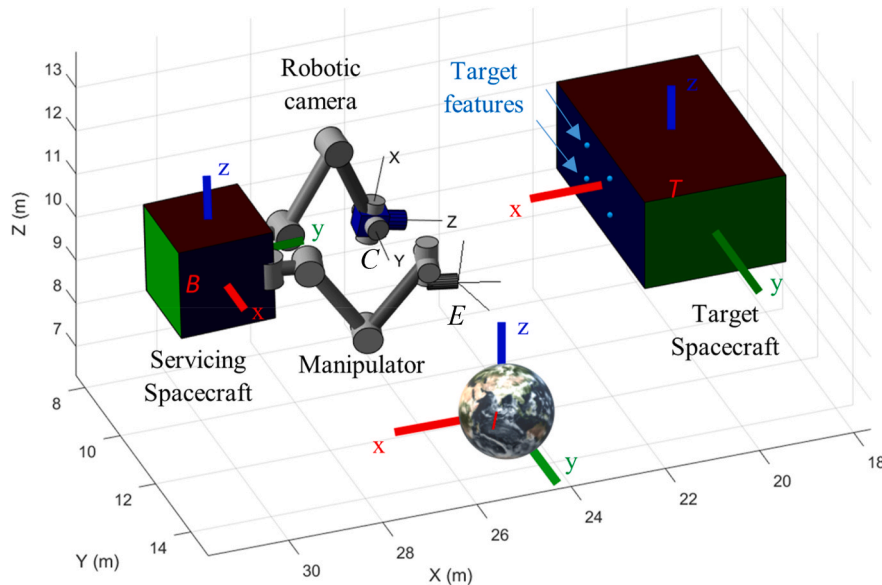 13
12
11
10
9
8
7
Z (m)
8
10
12
14
Y (m)
30
28
26
24
22
20
18
X (m)
Robotic
camera
Target
features
z
y
B
x
X
Z
Y
C
E
Servicing
Spacecraft
Manipulator
z
x
I
y
z
x
T
y
Target
Spacecraft